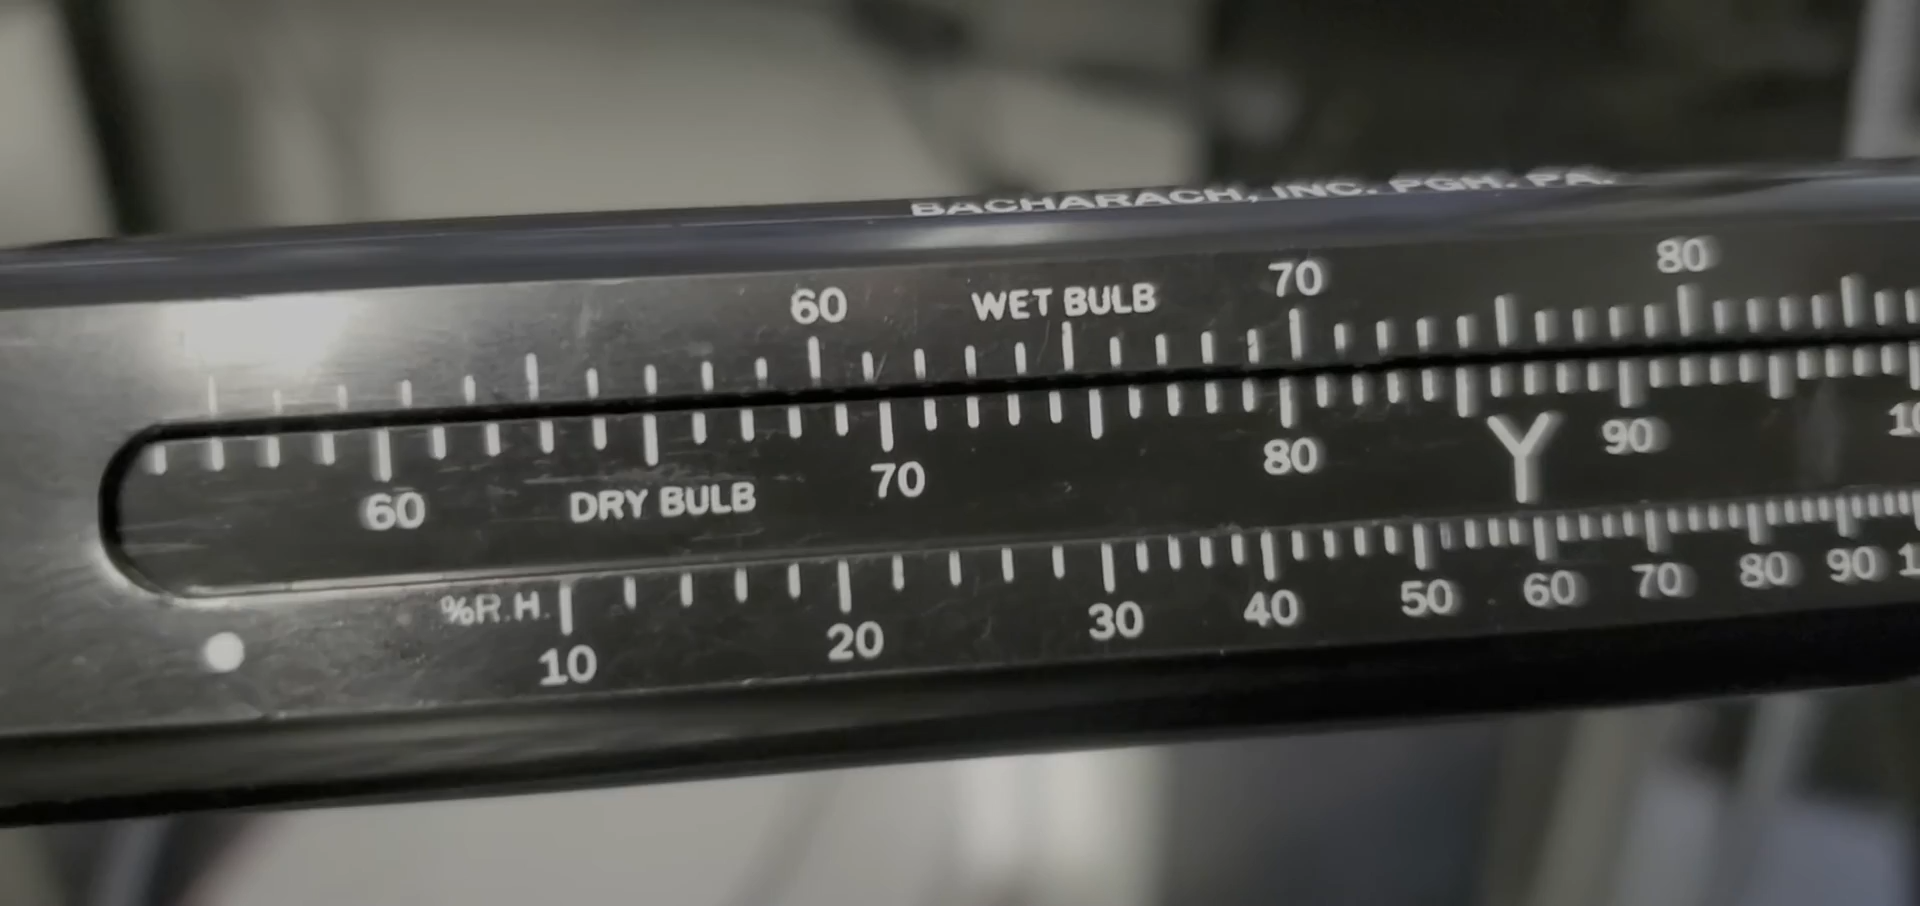 BACHARACH, INC. PGH. PA.
60 WET BULB 70 80
60 DRY BULB 70 80 Y 90
%R.H. 10 20 30 40 50 60 70 80 90